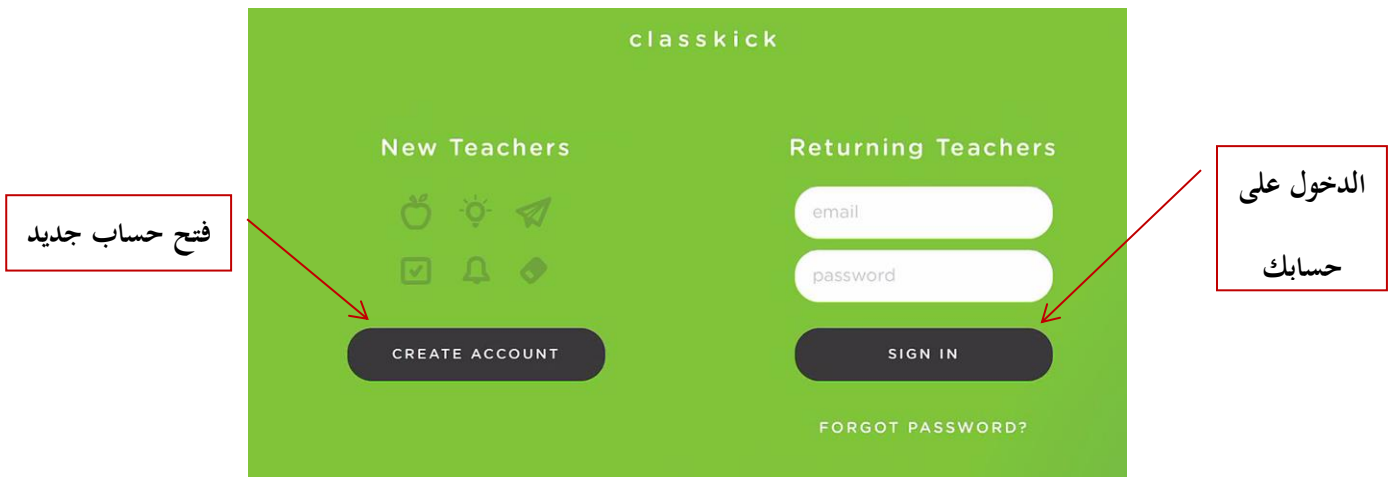 classkick
New Teachers
Returning Teachers
الدخول على
حسابك
فتح حساب جديد
email
password
CREATE ACCOUNT
SIGN IN
FORGOT PASSWORD?